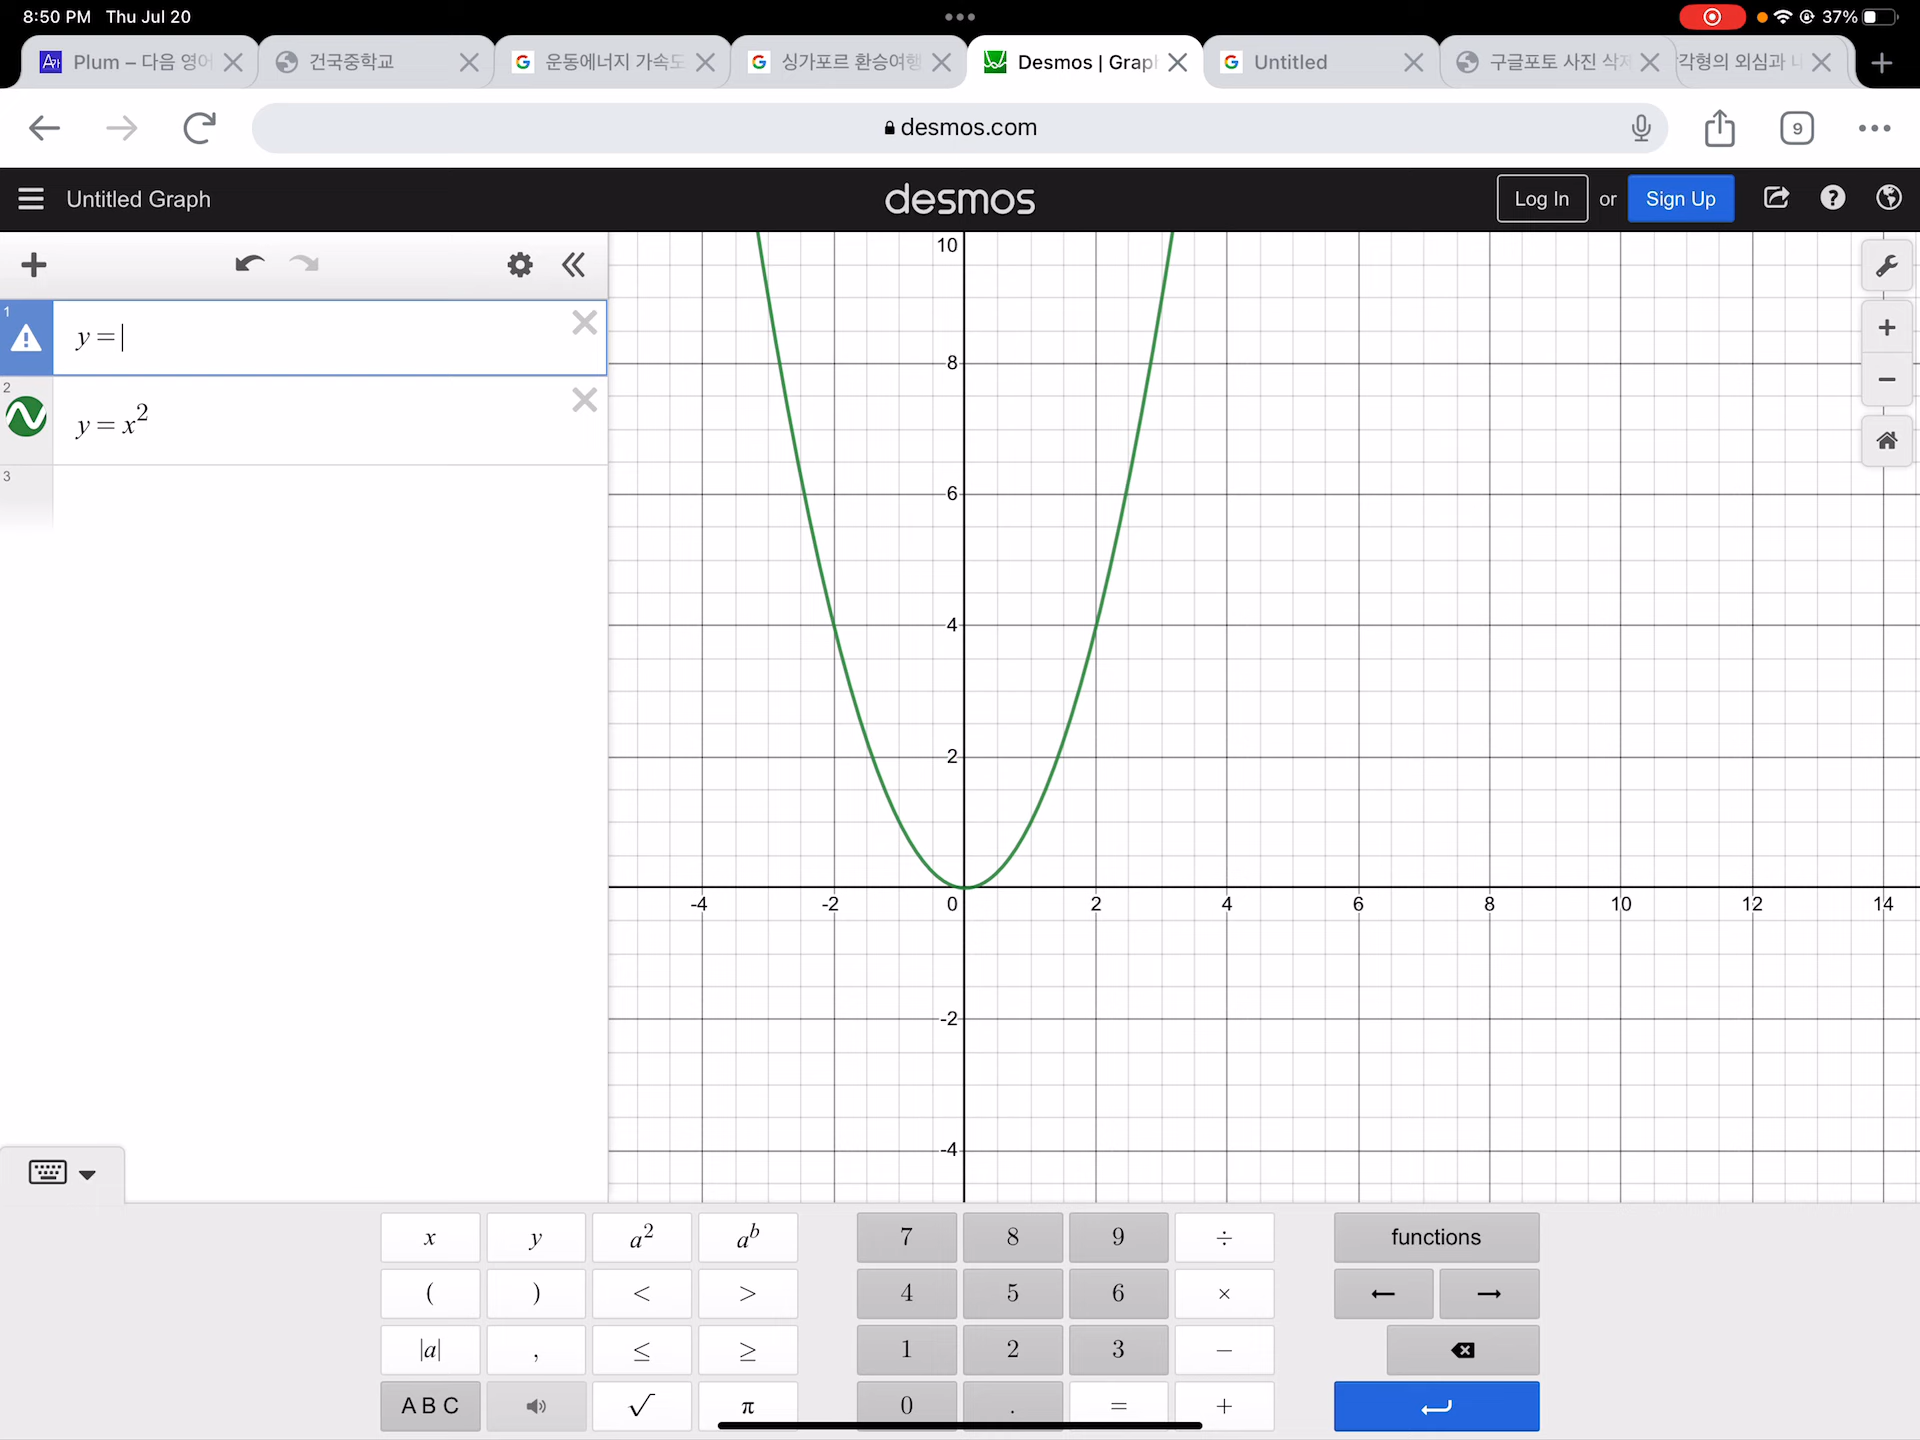 8:50 PM Thu Jul 20
37%
Plum – 다음 영어
건국중학교
운동에너지 가속도
싱가포르 환승여행
Desmos | Graph
Untitled
구글포토 사진 삭제
각형의 외심과 내
desmos.com
9
Untitled Graph
desmos
Log In or Sign Up
1
y =
2
y = x²
3
10
8
6
4
2
-4 -2 0 2 4 6 8 10 12 14
-2
-4
x y a² aᵇ 7 8 9 ÷ functions
( ) < > 4 5 6 × ← →
|a| , ≤ ≥ 1 2 3 −
A B C √ π 0 . = +